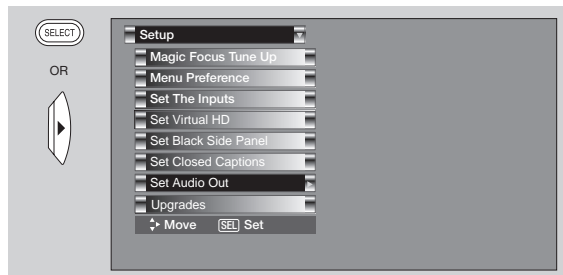 SELECT
OR
Setup
Magic Focus Tune Up
Menu Preference
Set The Inputs
Set Virtual HD
Set Black Side Panel
Set Closed Captions
Set Audio Out
Upgrades
Move SEL Set